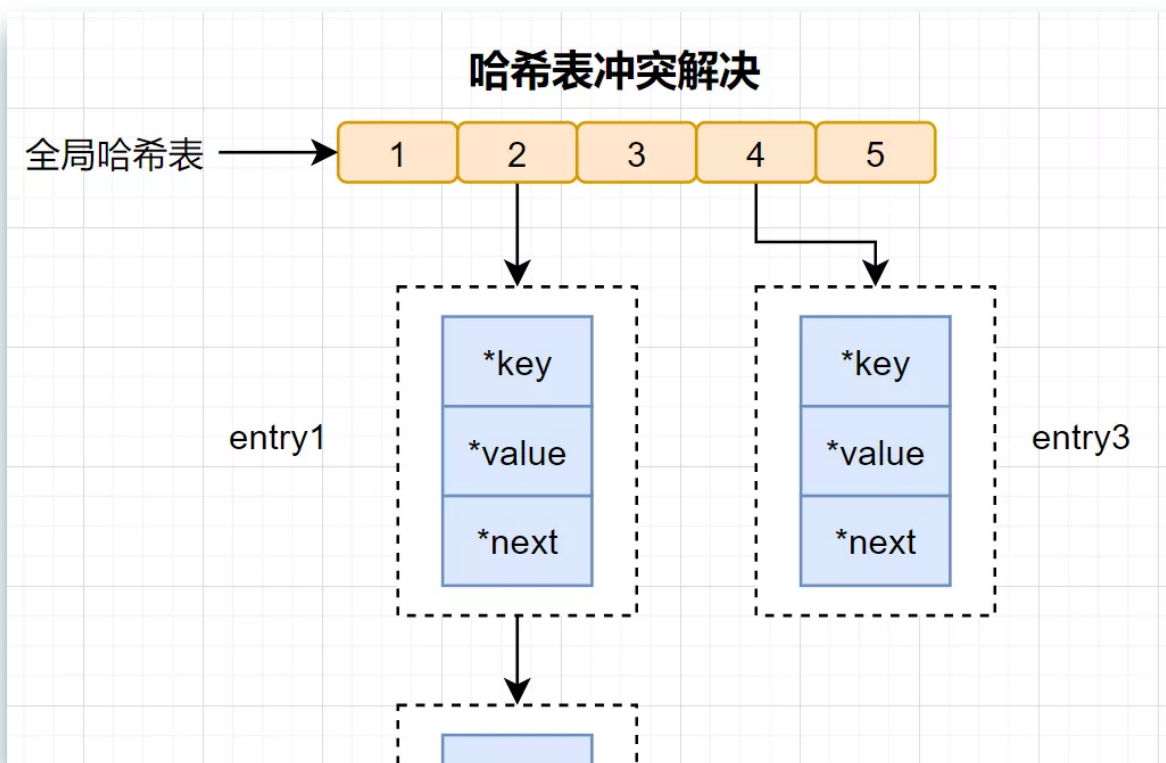 哈希表冲突解决
全局哈希表
1 2 3 4 5
*key
*key
entry1
*value
*value
entry3
*next
*next